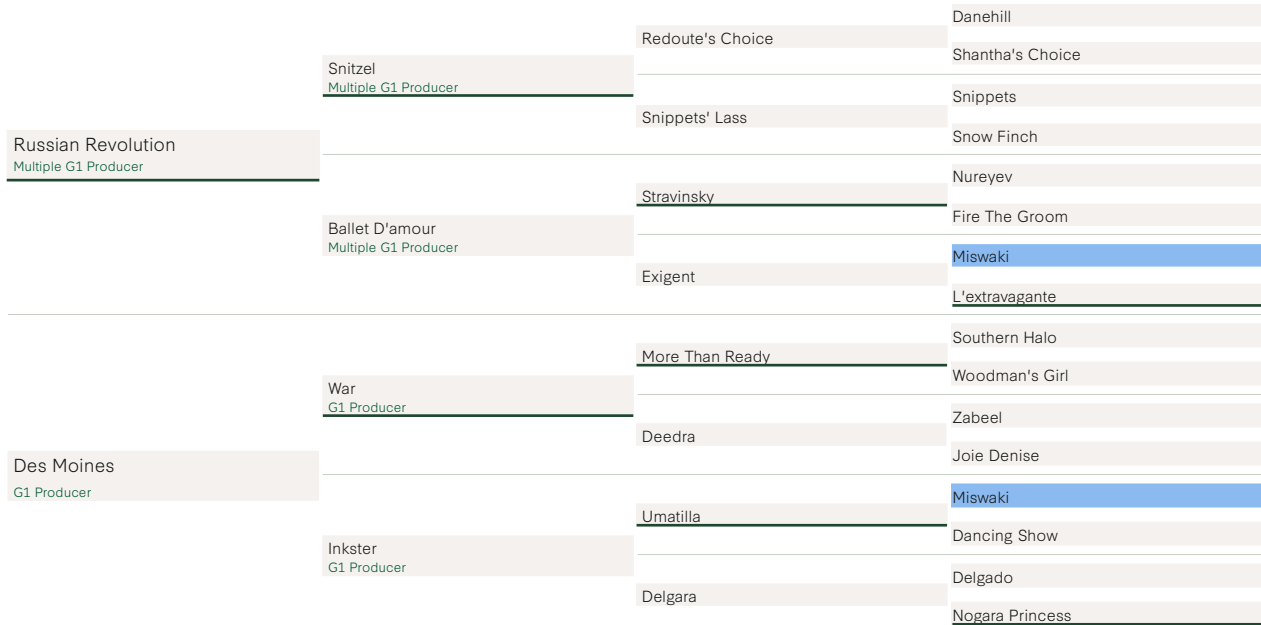 Russian Revolution
Multiple G1 Producer
Des Moines
G1 Producer
Snitzel
Multiple G1 Producer
Ballet D'amour
Multiple G1 Producer
War
G1 Producer
Inkster
G1 Producer
Redoute's Choice
Snippets' Lass
Stravinsky
Exigent
More Than Ready
Deedra
Umatilla
Delgara
Danehill
Shantha's Choice
Snippets
Snow Finch
Nureyev
Fire The Groom
Miswaki
L'extravagante
Southern Halo
Woodman's Girl
Zabeel
Joie Denise
Miswaki
Dancing Show
Delgado
Nogara Princess